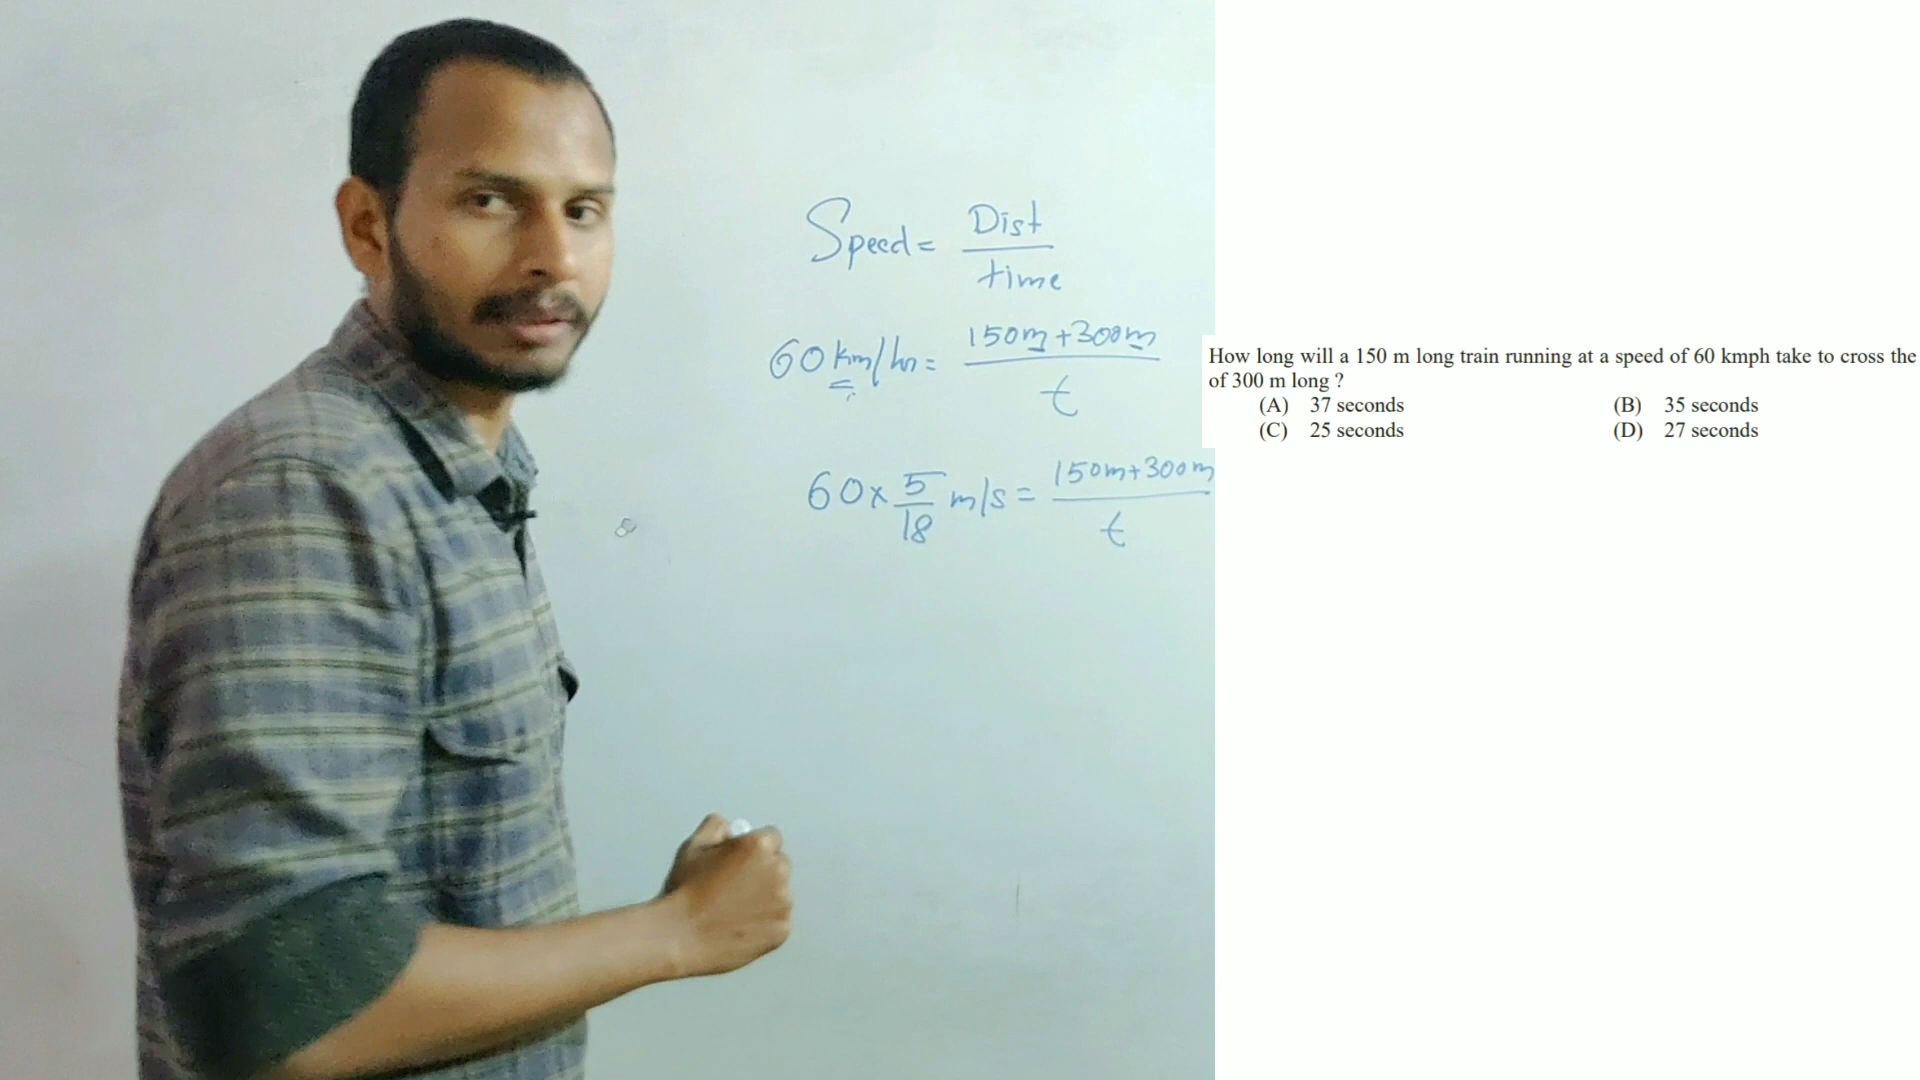 Speed = Dist / time
60 km/hr = 150m + 300m / t
60 x 5/18 m/s = 150m + 300m / t
How long will a 150 m long train running at a speed of 60 kmph take to cross the
of 300 m long ?
(A) 37 seconds (B) 35 seconds
(C) 25 seconds (D) 27 seconds